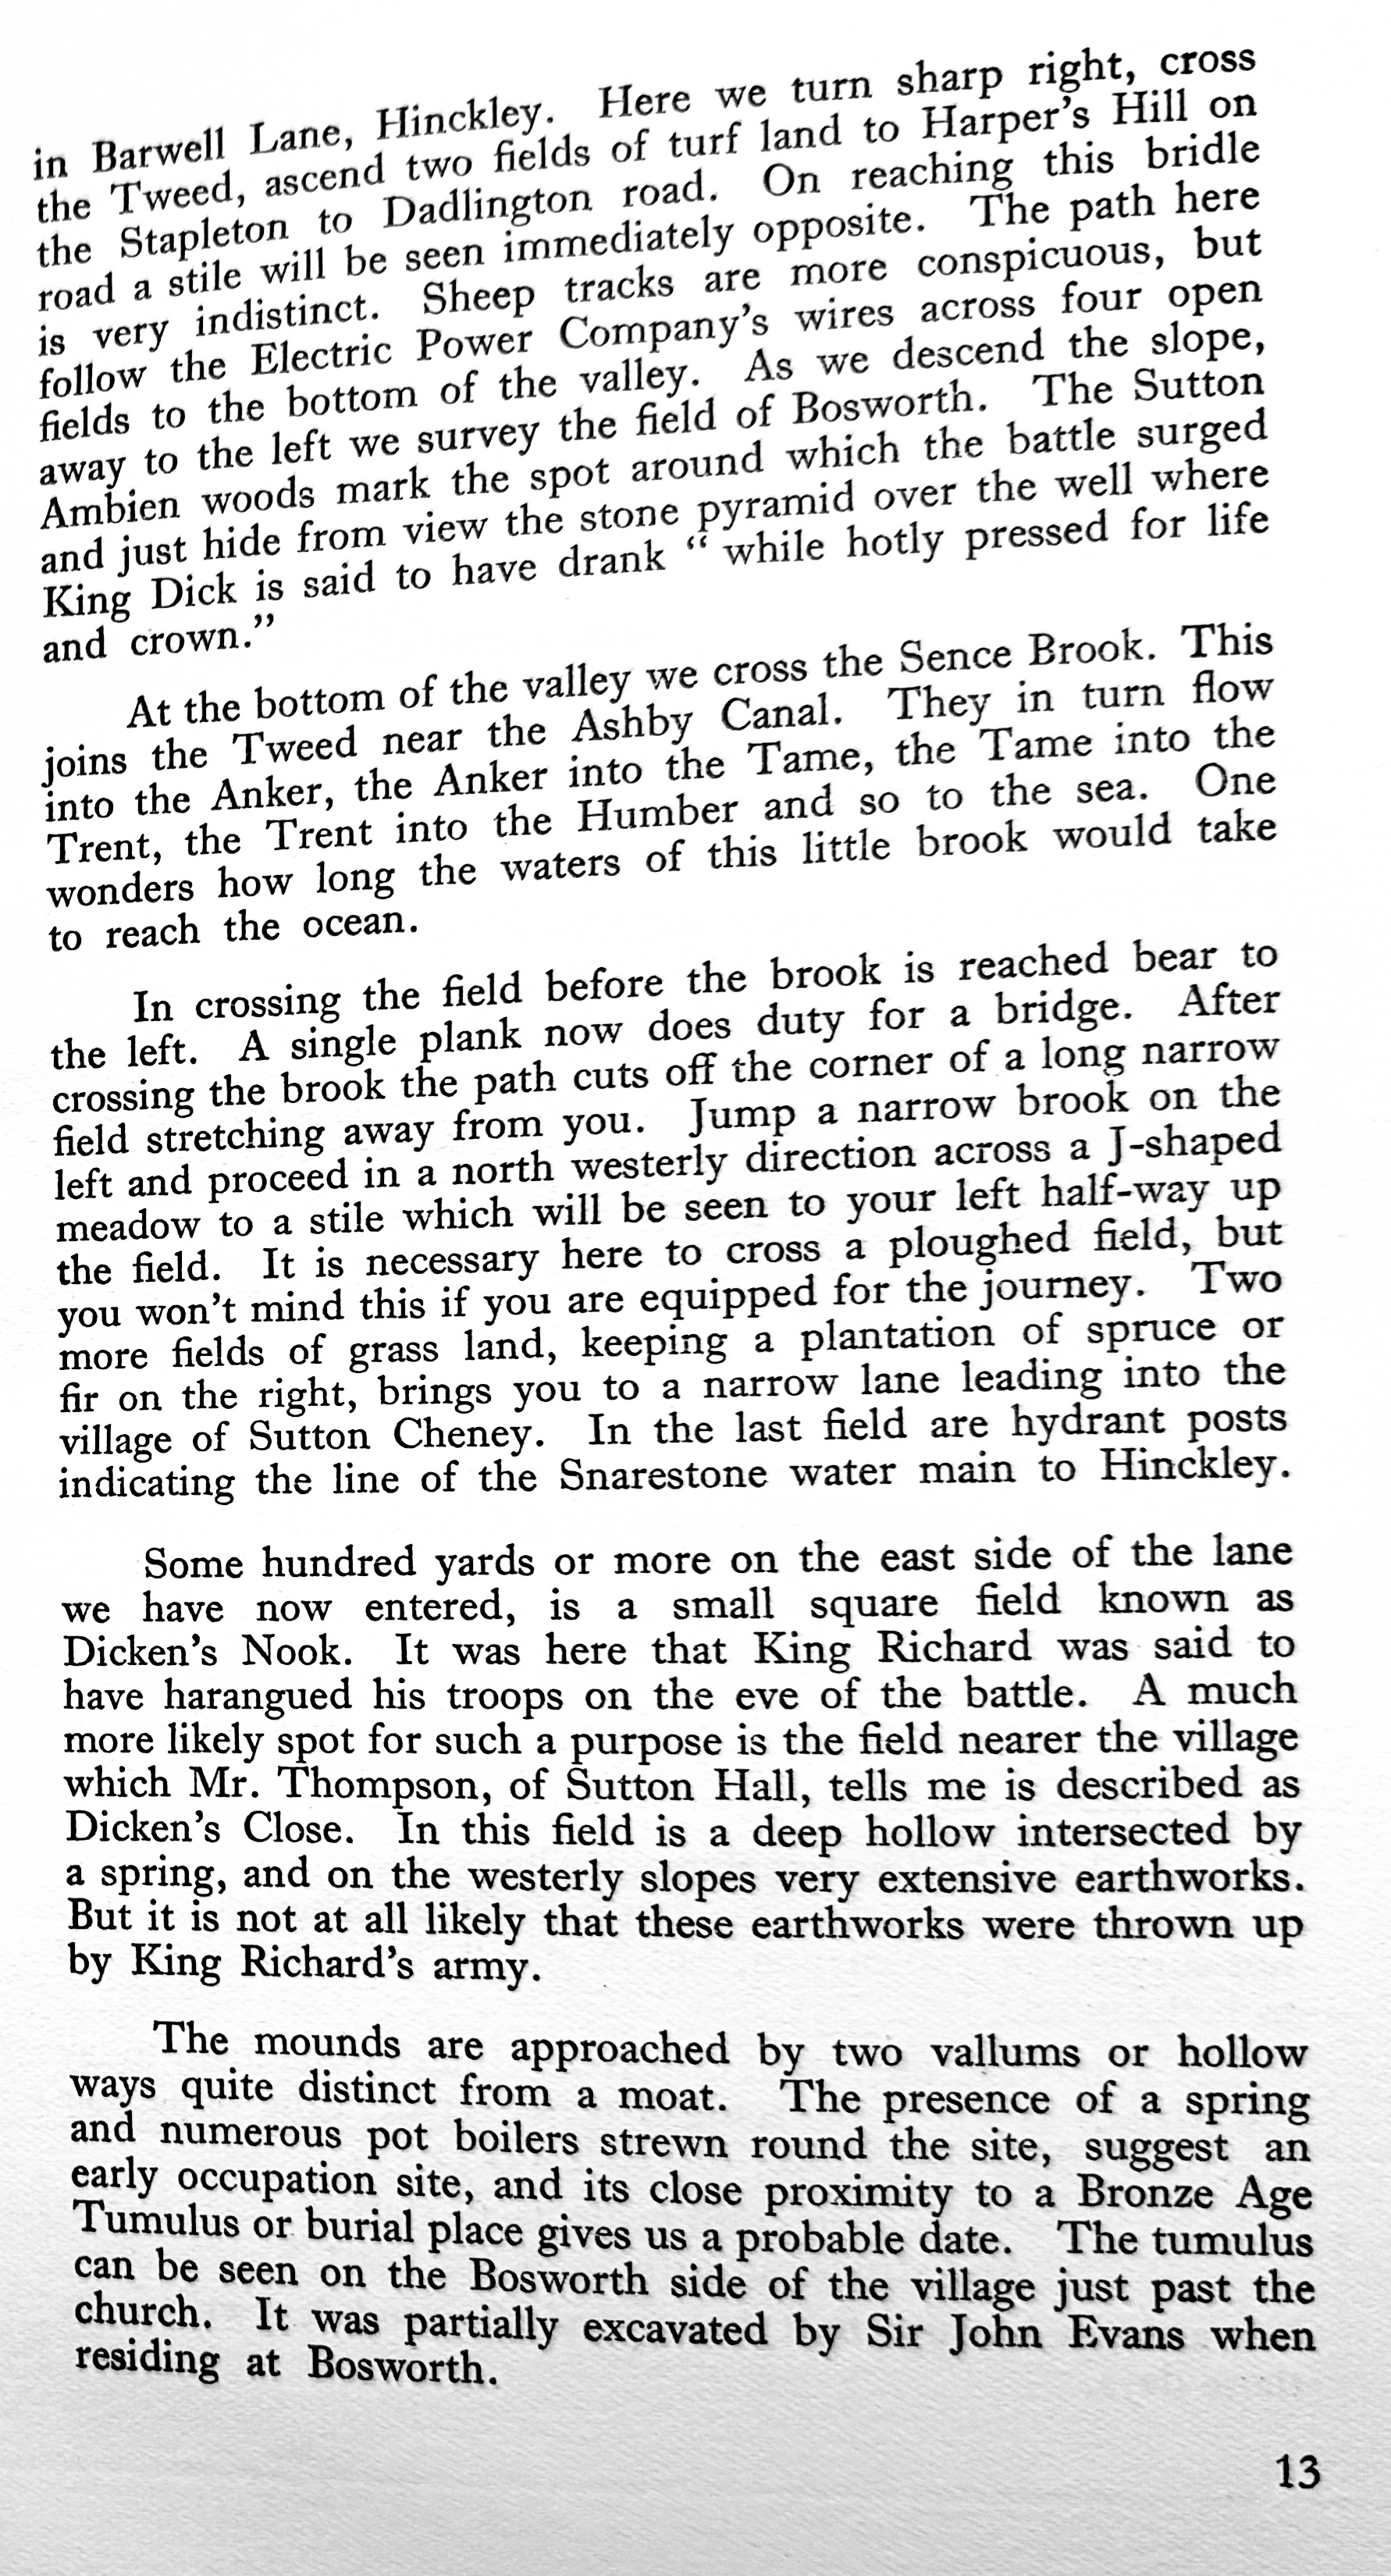 in Barwell Lane, Hinckley. Here we turn sharp right, cross
the Tweed, ascend two fields of turf land to Harper's Hill on
the Stapleton to Dadlington road. On reaching this bridle
road a stile will be seen immediately opposite. The path here
is very indistinct. Sheep tracks are more conspicuous, but
follow the Electric Power Company's wires across four open
fields to the bottom of the valley. As we descend the slope,
away to the left we survey the field of Bosworth. The Sutton
Ambien woods mark the spot around which the battle surged
and just hide from view the stone pyramid over the well where
King Dick is said to have drank “ while hotly pressed for life
and crown.”
At the bottom of the valley we cross the Sence Brook. This
joins the Tweed near the Ashby Canal. They in turn flow
into the Anker, the Anker into the Tame, the Tame into the
Trent, the Trent into the Humber and so to the sea. One
wonders how long the waters of this little brook would take
to reach the ocean.
In crossing the field before the brook is reached bear to
the left. A single plank now does duty for a bridge. After
crossing the brook the path cuts off the corner of a long narrow
field stretching away from you. Jump a narrow brook on the
left and proceed in a north westerly direction across a J-shaped
meadow to a stile which will be seen to your left half-way up
the field. It is necessary here to cross a ploughed field, but
you won't mind this if you are equipped for the journey. Two
more fields of grass land, keeping a plantation of spruce or
fir on the right, brings you to a narrow lane leading into the
village of Sutton Cheney. In the last field are hydrant posts
indicating the line of the Snarestone water main to Hinckley.
Some hundred yards or more on the east side of the lane
we have now entered, is a small square field known as
Dicken's Nook. It was here that King Richard was said to
have harangued his troops on the eve of the battle. A much
more likely spot for such a purpose is the field nearer the village
which Mr. Thompson, of Sutton Hall, tells me is described as
Dicken's Close. In this field is a deep hollow intersected by
a spring, and on the westerly slopes very extensive earthworks.
But it is not at all likely that these earthworks were thrown up
by King Richard's army.
The mounds are approached by two vallums or hollow
ways quite distinct from a moat. The presence of a spring
and numerous pot boilers strewn round the site, suggest an
early occupation site, and its close proximity to a Bronze Age
Tumulus or burial place gives us a probable date. The tumulus
can be seen on the Bosworth side of the village just past the
church. It was partially excavated by Sir John Evans when
residing at Bosworth.
13